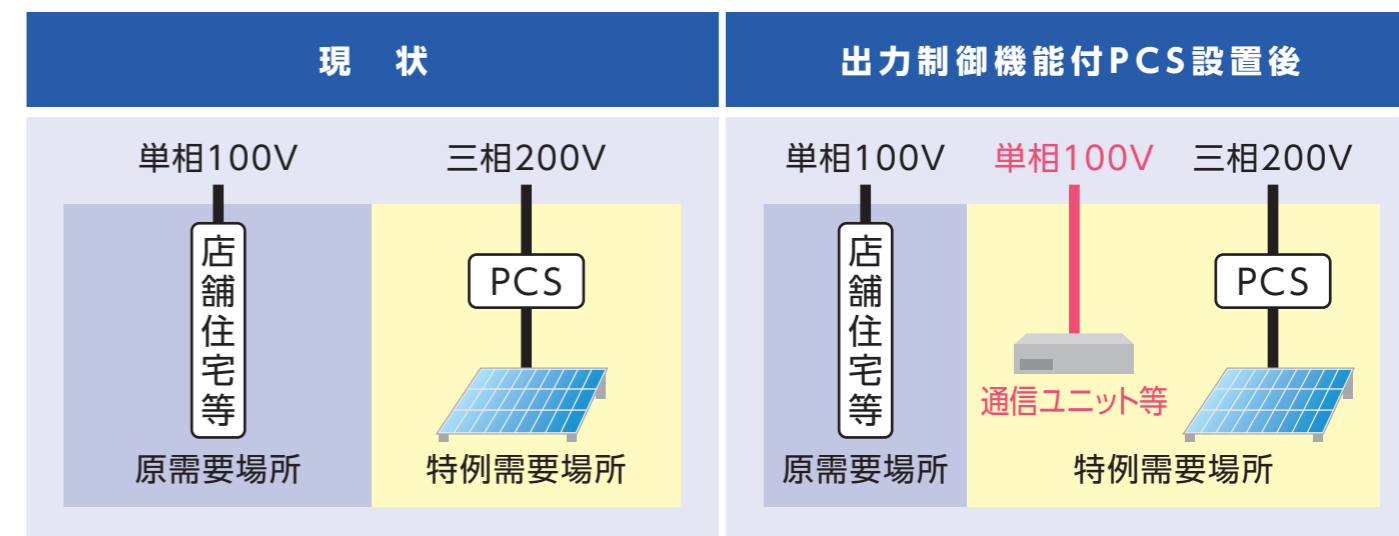 現 状
単相100V
三相200V
店舗住宅等
PCS
原需要場所
特例需要場所
出力制御機能付PCS設置後
単相100V
単相100V
三相200V
店舗住宅等
PCS
通信ユニット等
原需要場所
特例需要場所